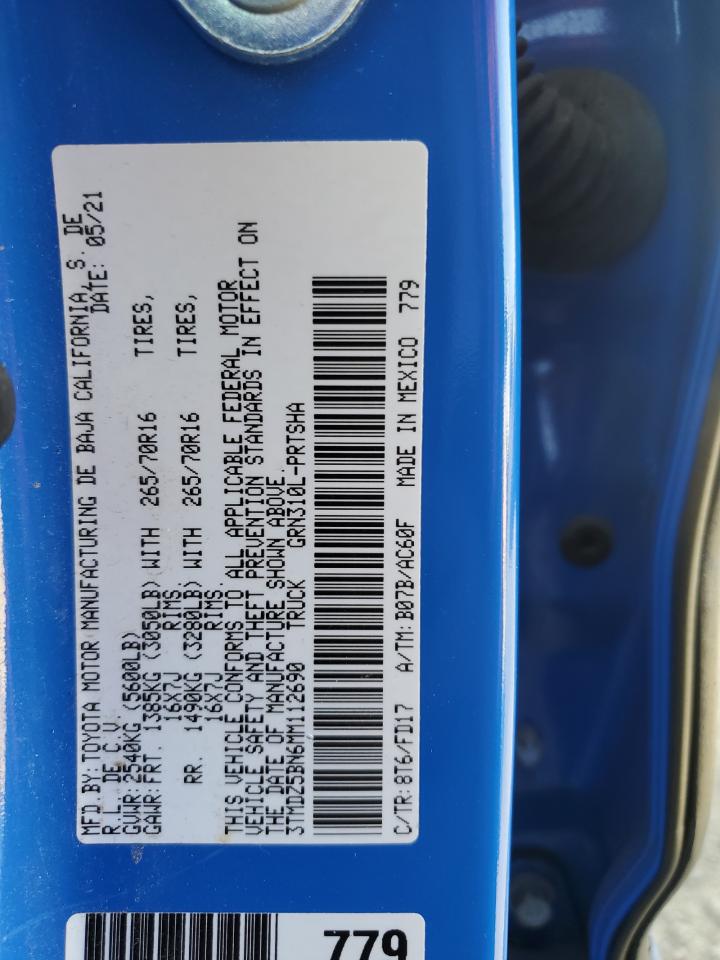 MFD BY:TOYOTA MOTOR MANUFACTURING DE BAJA CALIFORNIA, S. DE
R.L. DE C.V. DATE: 05/21
GVWR:2540KG (5600LB)
GAWR:FRT. 1385KG (3050LB) WITH 265/70R16 TIRES,
16X7J RIMS.
RR. 1490KG (3280LB) WITH 265/70R16 TIRES,
16X7J RIMS.
THIS VEHICLE CONFORMS TO ALL APPLICABLE FEDERAL MOTOR
VEHICLE SAFETY AND THEFT PREVENTION STANDARDS IN EFFECT ON
THE DATE OF MANUFACTURE SHOWN ABOVE.
3TMDZ5BN6MM112690 TRUCK GRN310L-PRTSHA
C/TR:8T6/FD17 A/TM:B07B/AC60F MADE IN MEXICO 779
779